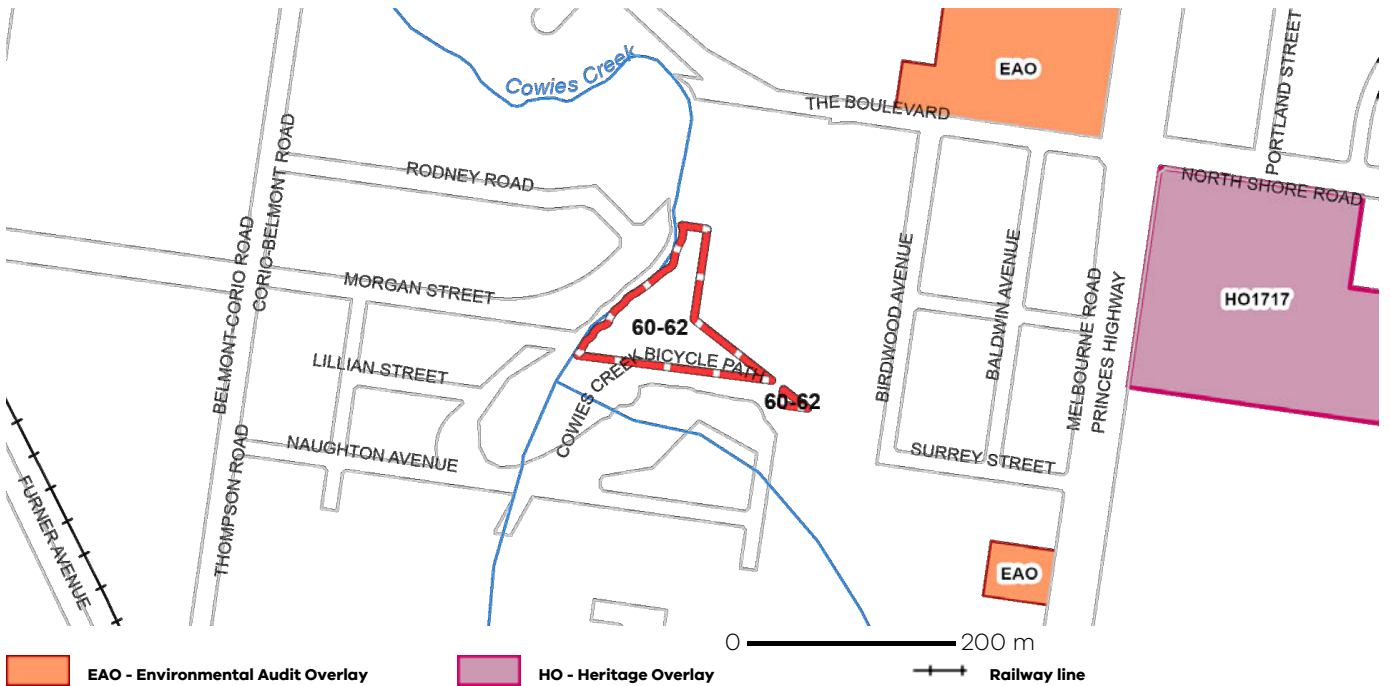 Cowies Creek
EAO
THE BOULEVARD
PORTLAND STREET
RODNEY ROAD
NORTH SHORE ROAD
BELMONT-CORIO ROAD
CORIO-BELMONT ROAD
MORGAN STREET
BIRDWOOD AVENUE
BALDWIN AVENUE
MELBOURNE ROAD
PRINCES HIGHWAY
HO1717
60-62
LILLIAN STREET
COWIES CREEK BICYCLE PATH
60-62
NAUGHTON AVENUE
SURREY STREET
THOMPSON ROAD
FURNER AVENUE
EAO
0 200 m
EAO - Environmental Audit Overlay
HO - Heritage Overlay
Railway line